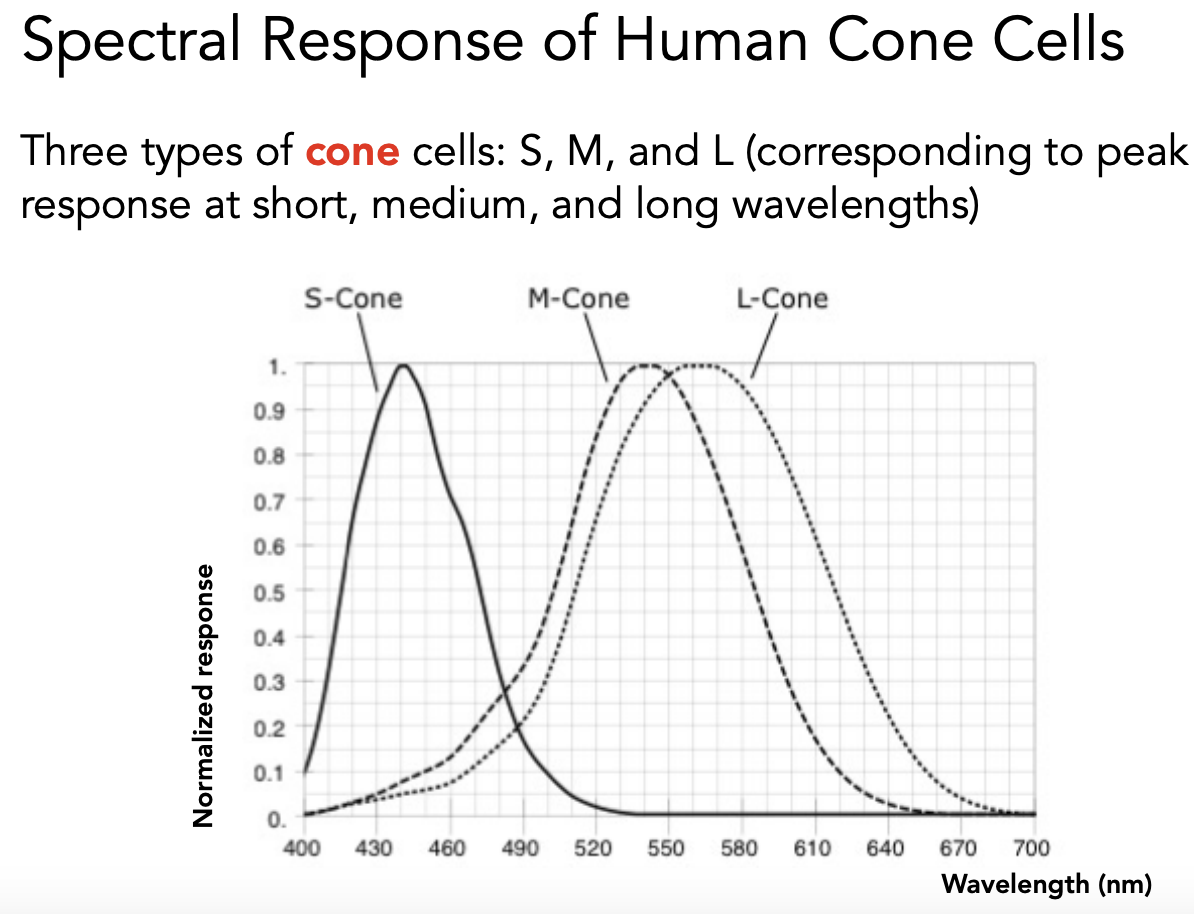 Spectral Response of Human Cone Cells
Three types of cone cells: S, M, and L (corresponding to peak
response at short, medium, and long wavelengths)
S-Cone M-Cone L-Cone
1.
0.9
0.8
0.7
0.6
0.5
0.4
0.3
0.2
0.1
0.
Normalized response
400 430 460 490 520 550 580 610 640 670 700
Wavelength (nm)